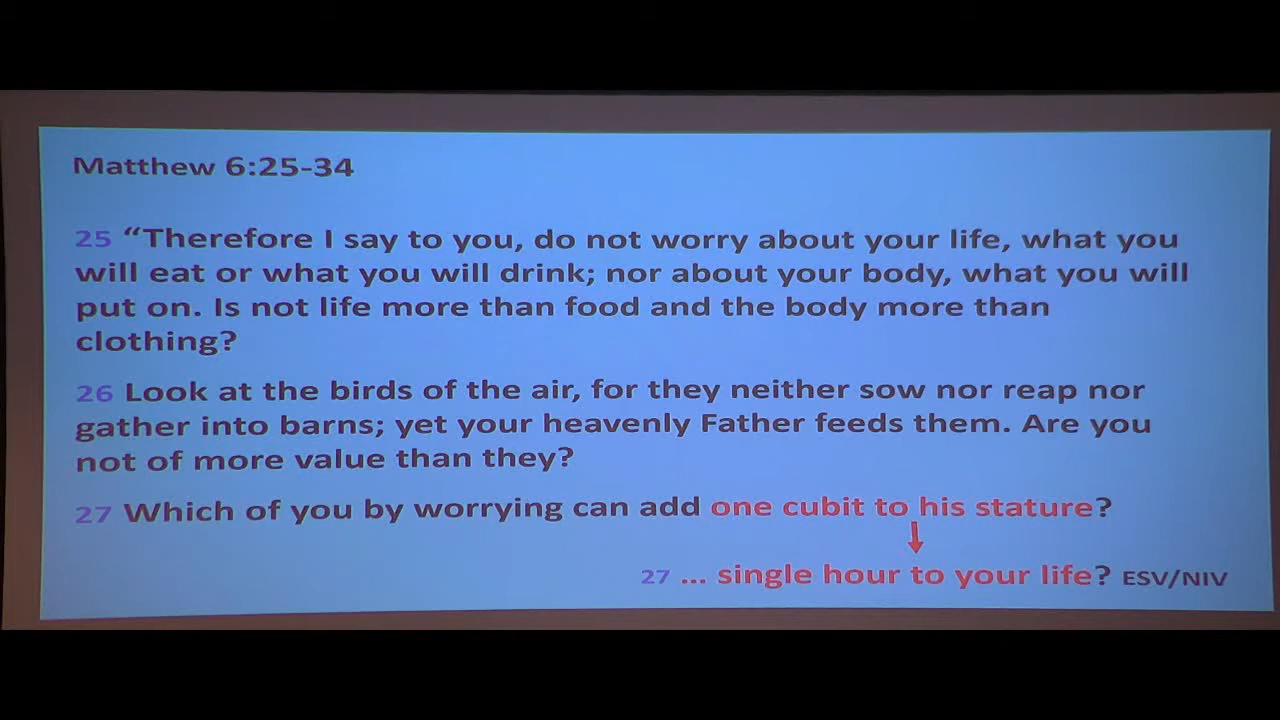 Matthew 6:25-34
25 “Therefore I say to you, do not worry about your life, what you
will eat or what you will drink; nor about your body, what you will
put on. Is not life more than food and the body more than
clothing?
26 Look at the birds of the air, for they neither sow nor reap nor
gather into barns; yet your heavenly Father feeds them. Are you
not of more value than they?
27 Which of you by worrying can add one cubit to his stature?
27 ... single hour to your life? ESV/NIV